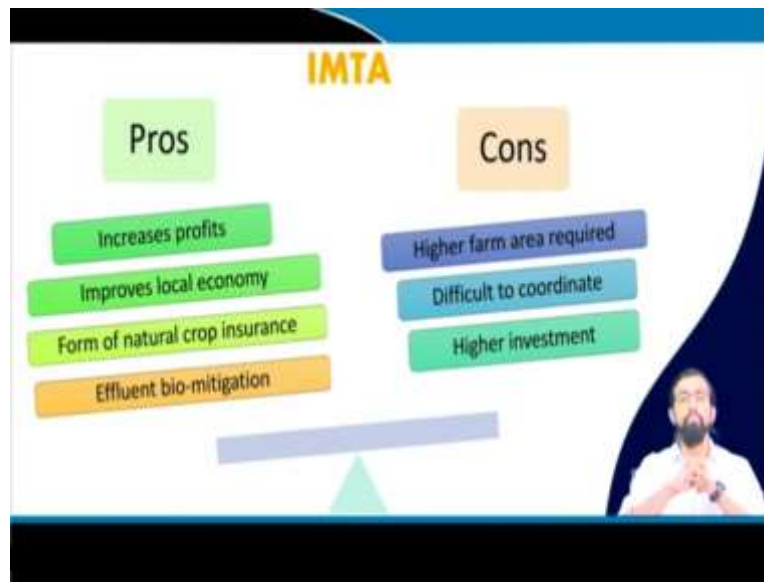 IMTA
Pros
Increases profits
Improves local economy
Form of natural crop insurance
Effluent bio-mitigation
Cons
Higher farm area required
Difficult to coordinate
Higher investment